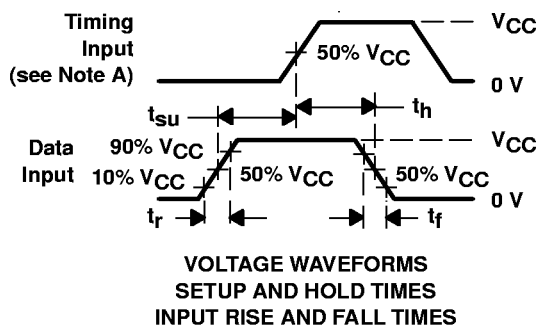 Timing
Input
(see Note A)
50% VCC
VCC
0 V
tsu
th
Data
Input
90% VCC
10% VCC
50% VCC
50% VCC
VCC
0 V
tr
tf
VOLTAGE WAVEFORMS
SETUP AND HOLD TIMES
INPUT RISE AND FALL TIMES